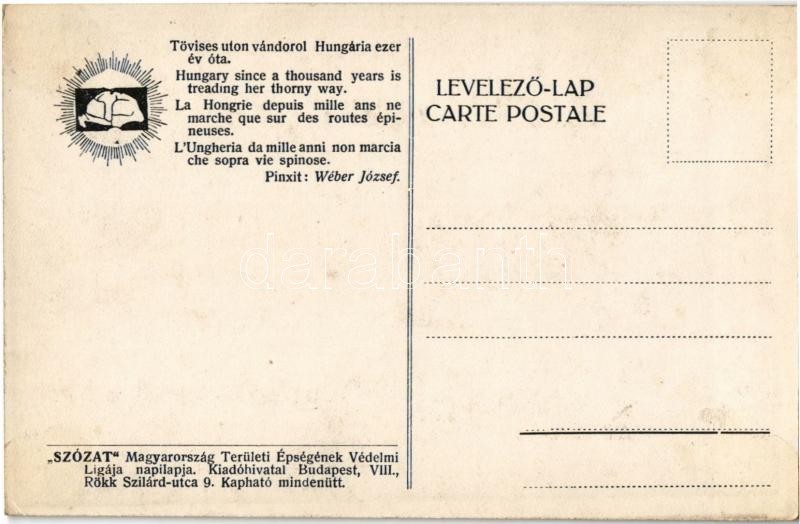 Tövises uton vándorol Hungária ezer
év óta.
Hungary since a thousand years is
treading her thorny way.
La Hongrie depuis mille ans ne
marche que sur des routes épi-
neuses.
L'Ungheria da mille anni non marcia
che sopra vie spinose.
Pinxit: Wéber József.
LEVELEZŐ-LAP
CARTE POSTALE
darabanth
„SZÓZAT“ Magyarország Területi Épségének Védelmi
Ligája napilapja. Kiadóhivatal Budapest, VIII.,
Rökk Szilárd-utca 9. Kapható mindenütt.